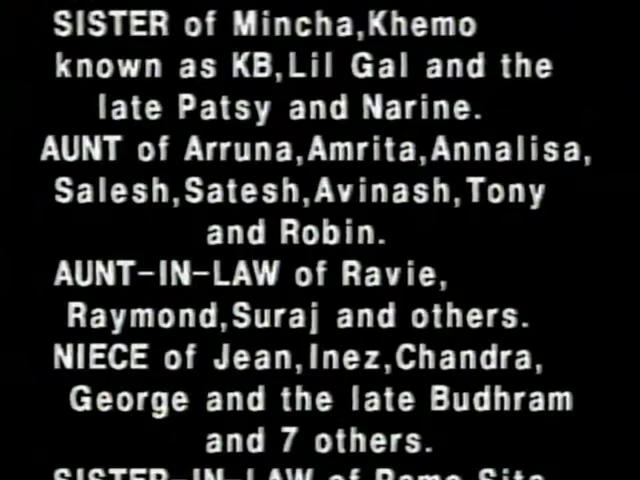 SISTER of Mincha,Khemo
known as KB,Lil Gal and the
late Patsy and Narine.
AUNT of Arruna,Amrita,Annalisa,
Salesh,Satesh,Avinash,Tony
and Robin.
AUNT-IN-LAW of Ravie,
Raymond,Suraj and others.
NIECE of Jean,Inez,Chandra,
George and the late Budhram
and 7 others.
SISTER-IN-LAW of